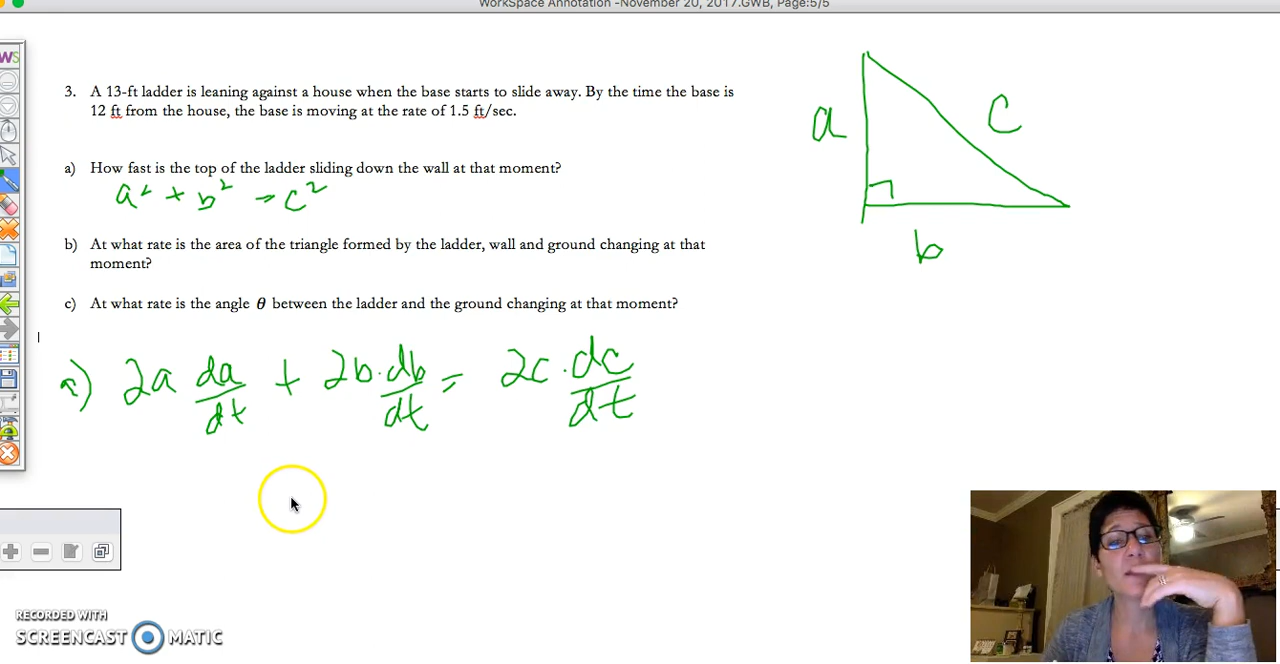 WorkSpace Annotation -November 20, 2017.GWB, Page:5/5
WS
3. A 13-ft ladder is leaning against a house when the base starts to slide away. By the time the base is
12 ft from the house, the base is moving at the rate of 1.5 ft/sec.
a) How fast is the top of the ladder sliding down the wall at that moment?
a² + b² = c²
b) At what rate is the area of the triangle formed by the ladder, wall and ground changing at that
moment?
c) At what rate is the angle θ between the ladder and the ground changing at that moment?
a) 2a da/dt + 2b · db/dt = 2c · dc/dt
a
c
b
RECORDED WITH
SCREENCAST MATIC